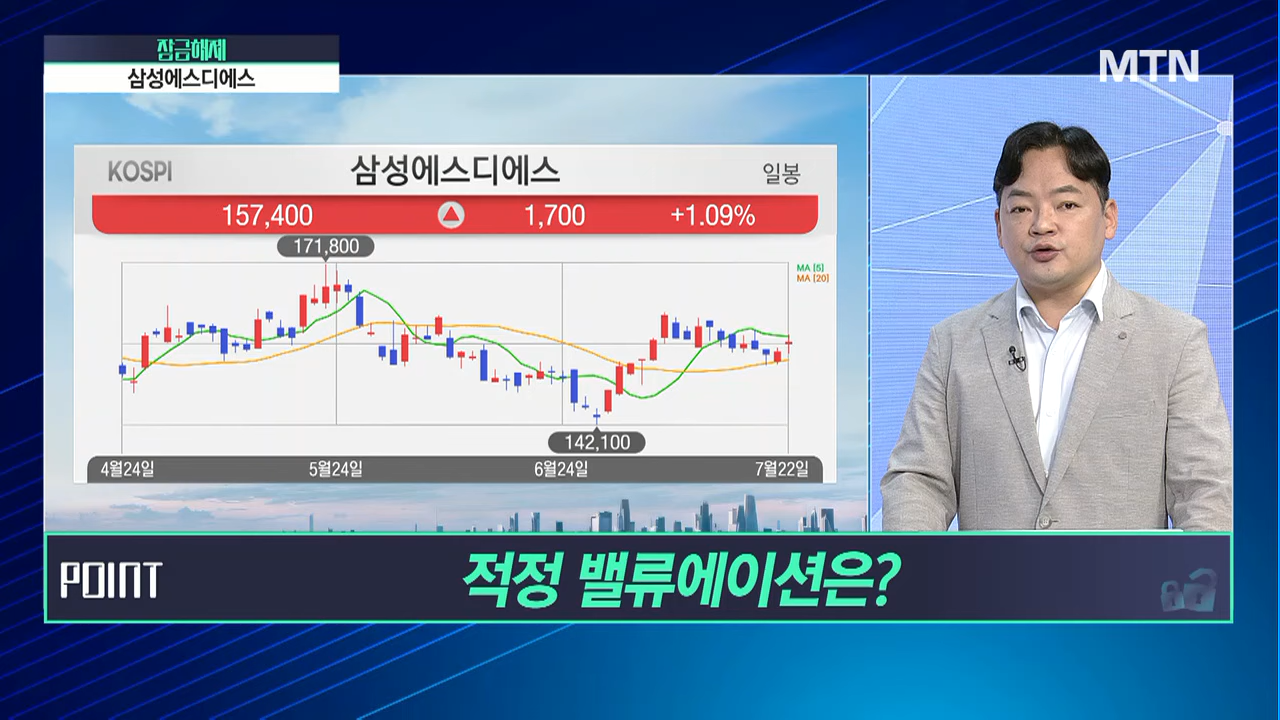 잠금해제
삼성에스디에스
MTN
KOSPI
삼성에스디에스
일봉
157,400
1,700
+1.09%
171,800
MA [5]
MA [20]
142,100
4월24일
5월24일
6월24일
7월22일
POINT
적정 밸류에이션은?